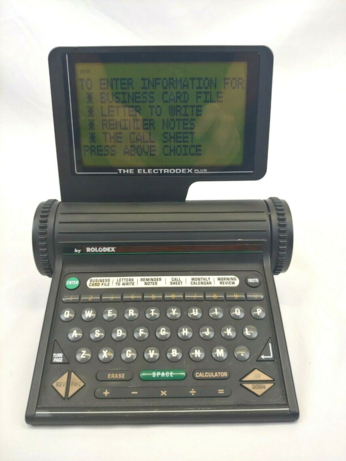 TO ENTER INFORMATION FOR
* BUSINESS CARD FILE
* LETTER TO WRITE
* REMINDER NOTES
* THE CALL SHEET
PRESS ABOVE CHOICE
THE ELECTRODEX PLUS
by ROLODEX
ENTER
BUSINESS CARD-FILE
LETTERS TO WRITE
REMINDER NOTES
CALL SHEET
MONTHLY CALENDAR
MORNING REVIEW
Q W E R T Y U I O P
A S D F G H J K L
Z X C V B N M
ERASE SPACE CALCULATOR
+ - × ÷ =